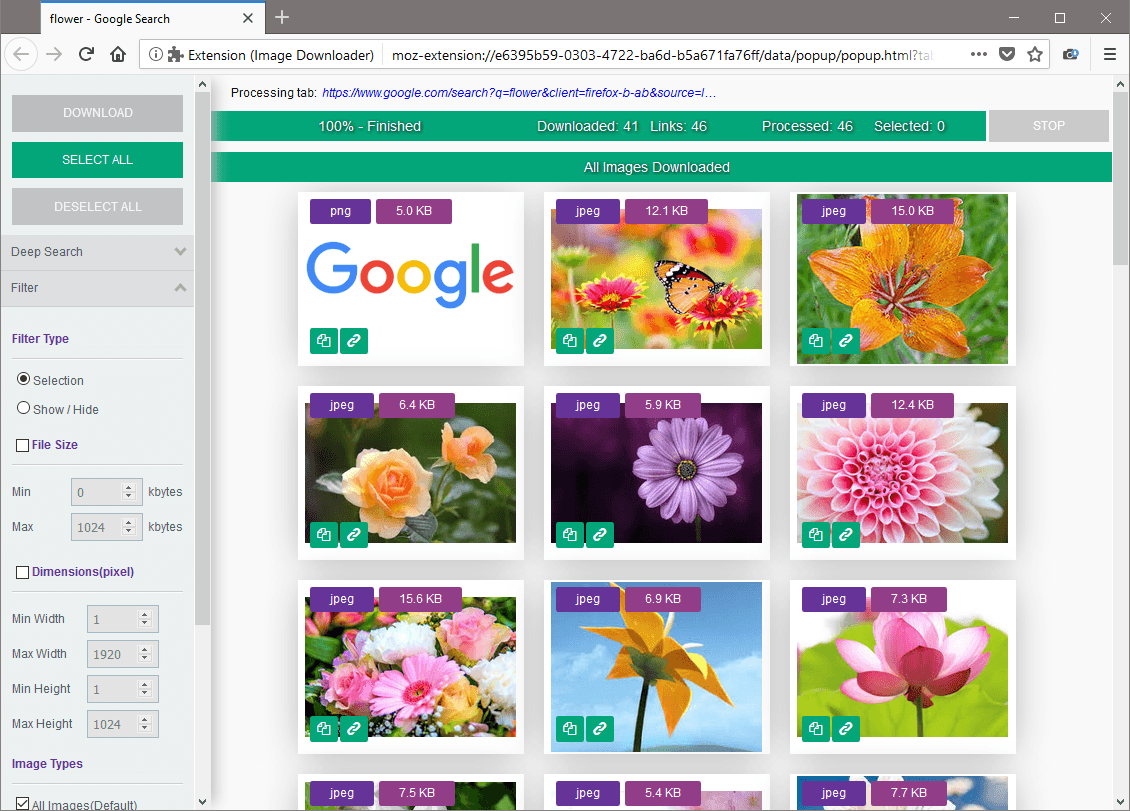 flower - Google Search
Extension (Image Downloader)
moz-extension://e6395b59-0303-4722-ba6d-b5a671fa76ff/data/popup/popup.html?tab
DOWNLOAD
SELECT ALL
DESELECT ALL
Deep Search
Filter
Filter Type
Selection
Show / Hide
File Size
Min 0 kbytes
Max 1024 kbytes
Dimensions(pixel)
Min Width 1
Max Width 1920
Min Height 1
Max Height 1024
Image Types
All Images(Default)
Processing tab: https://www.google.com/search?q=flower&client=firefox-b-ab&source=l…
100% - Finished Downloaded: 41 Links: 46 Processed: 46 Selected: 0 STOP
All Images Downloaded
png 5.0 KB
Google
jpeg 12.1 KB
jpeg 15.0 KB
jpeg 6.4 KB
jpeg 5.9 KB
jpeg 12.4 KB
jpeg 15.6 KB
jpeg 6.9 KB
jpeg 7.3 KB
jpeg 7.5 KB
jpeg 5.4 KB
jpeg 7.7 KB